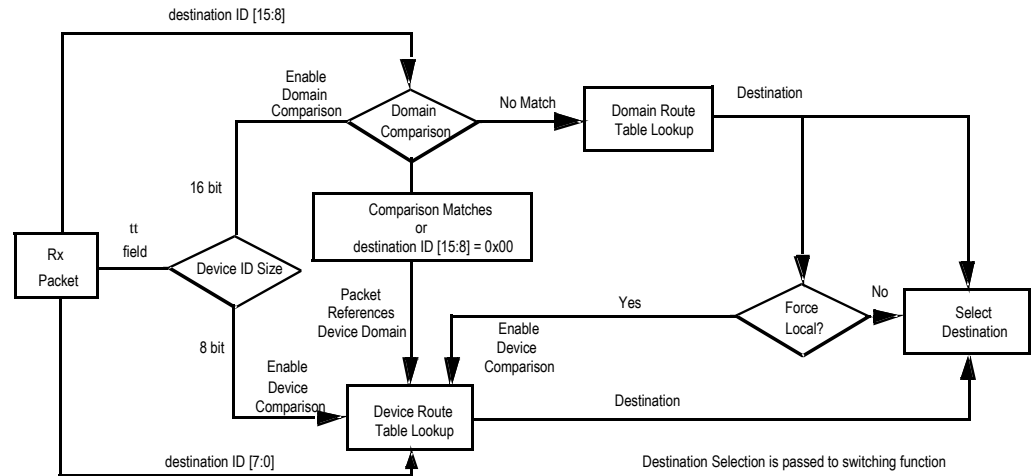 destination ID [15:8]
Enable
Domain
Comparison
Domain
Comparison
No Match
Domain Route
Table Lookup
Destination
16 bit
Comparison Matches
or
destination ID [15:8] = 0x00
Rx
Packet
tt
field
Device ID Size
Packet
References
Device Domain
Yes
Force
Local?
No
Select
Destination
8 bit
Enable
Device
Comparison
Enable
Device
Comparison
Device Route
Table Lookup
Destination
destination ID [7:0]
Destination Selection is passed to switching function